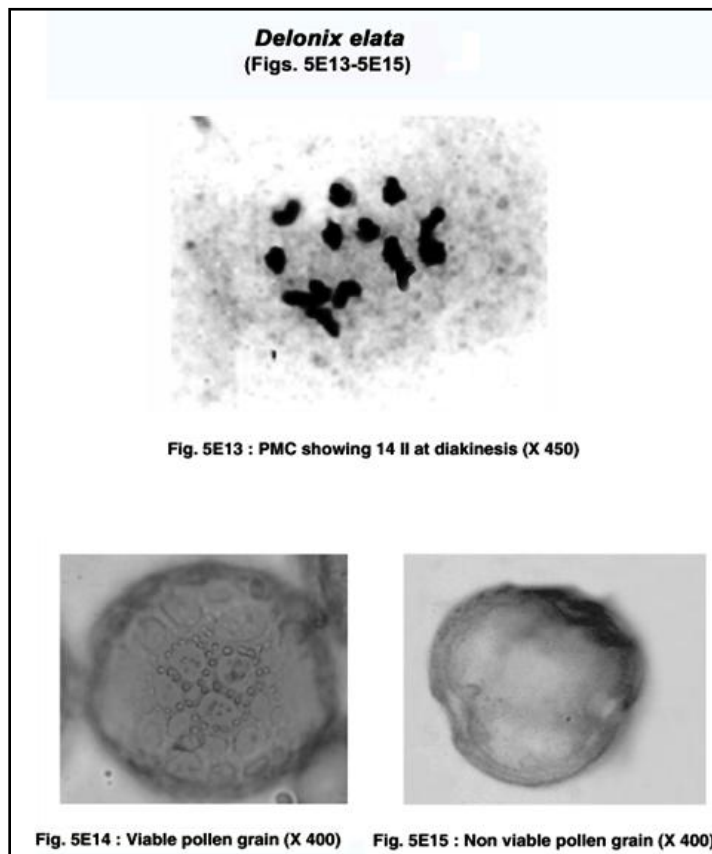 Delonix elata
(Figs. 5E13-5E15)
Fig. 5E13 : PMC showing 14 II at diakinesis (X 450)
Fig. 5E14 : Viable pollen grain (X 400)
Fig. 5E15 : Non viable pollen grain (X 400)